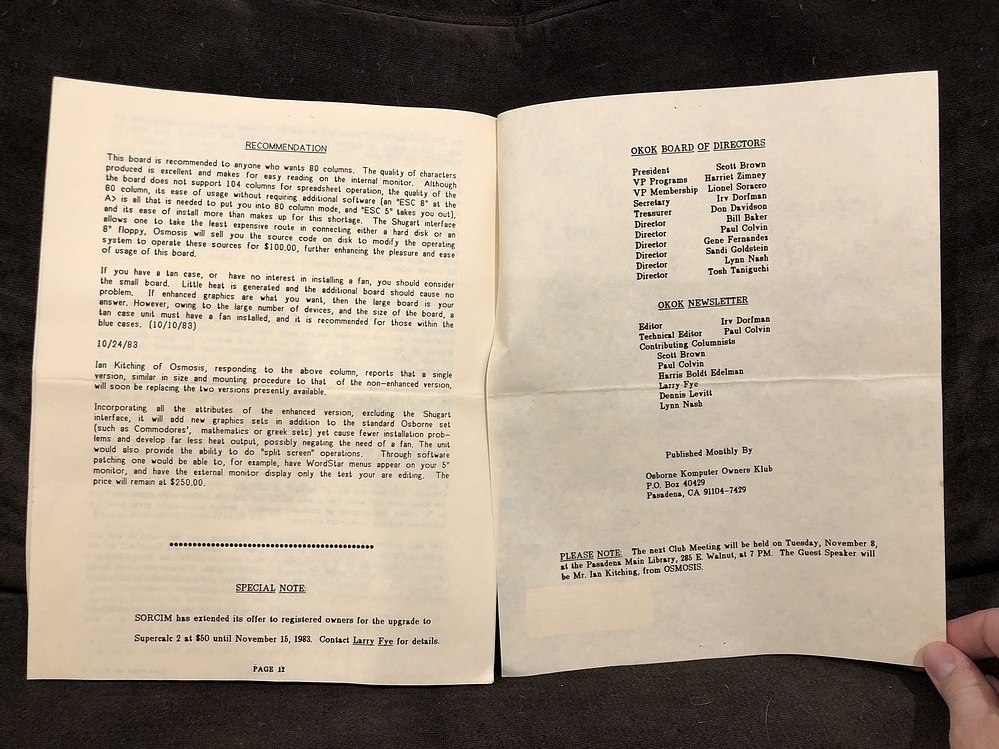 RECOMMENDATION
This board is recommended to anyone who wants 80 columns. The quality of characters
produced is excellent and makes for easy reading on the internal monitor. Although
the board does not support 104 columns for spreadsheet operation, the quality of the
80 column, its ease of usage without requiring additional software (an "ESC 8" at the
A> is all that is needed to put you into 80 column mode, and "ESC 5" takes you out),
and its ease of install more than makes up for this shortage. The Shugart interface
allows one to take the least expensive route in connecting either a hard disk or an
8" floppy, Osmosis will sell you the source code on disk to modify the operating
system to operate these sources for $100.00, further enhancing the pleasure and ease
of usage of this board.
If you have a tan case, or have no interest in installing a fan, you should consider
the small board. Little heat is generated and the additional board should cause no
problem. If enhanced graphics are what you want, then the large board is your
answer. However, owing to the large number of devices, and the size of the board, a
tan case unit must have a fan installed, and it is recommended for those within the
blue cases. (10/10/83)
10/24/83
Ian Kitching of Osmosis, responding to the above column, reports that a single
version, similar in size and mounting procedure to that of the non-enhanced version,
will soon be replacing the two versions presently available.
Incorporating all the attributes of the enhanced version, excluding the Shugart
interface, it will add new graphics sets in addition to the standard Osborne set
(such as Commodores', mathematics or greek sets) yet cause fewer installation prob-
lems and develop far less heat output, possibly negating the need of a fan. The unit
would also provide the ability to do "split screen" operations. Through software
patching one would be able to, for example, have WordStar menus appear on your 5"
monitor, and have the external monitor display only the text your are editing. The
price will remain at $250.00.
SPECIAL NOTE:
SORCIM has extended its offer to registered owners for the upgrade to
Supercalc 2 at $50 until November 15, 1983. Contact Larry Fye for details.
PAGE 12
OKOK BOARD OF DIRECTORS
President Scott Brown
VP Programs Harriet Zimney
VP Membership Lionel Soracco
Secretary Irv Dorfman
Treasurer Don Davidson
Director Bill Baker
Director Paul Colvin
Director Gene Fernandes
Director Sandi Goldstein
Director Lynn Nash
Director Tosh Taniguchi
OKOK NEWSLETTER
Editor Irv Dorfman
Technical Editor Paul Colvin
Contributing Columnists
Scott Brown
Paul Colvin
Harris Boldt Edelman
Larry Fye
Dennis Levitt
Lynn Nash
Published Monthly By
Osborne Komputer Owners Klub
P.O. Box 40429
Pasadena, CA 91104-7429
PLEASE NOTE: The next Club Meeting will be held on Tuesday, November 8,
at the Pasadena Main Library, 285 E. Walnut, at 7 PM. The Guest Speaker will
be Mr. Ian Kitching, from OSMOSIS.